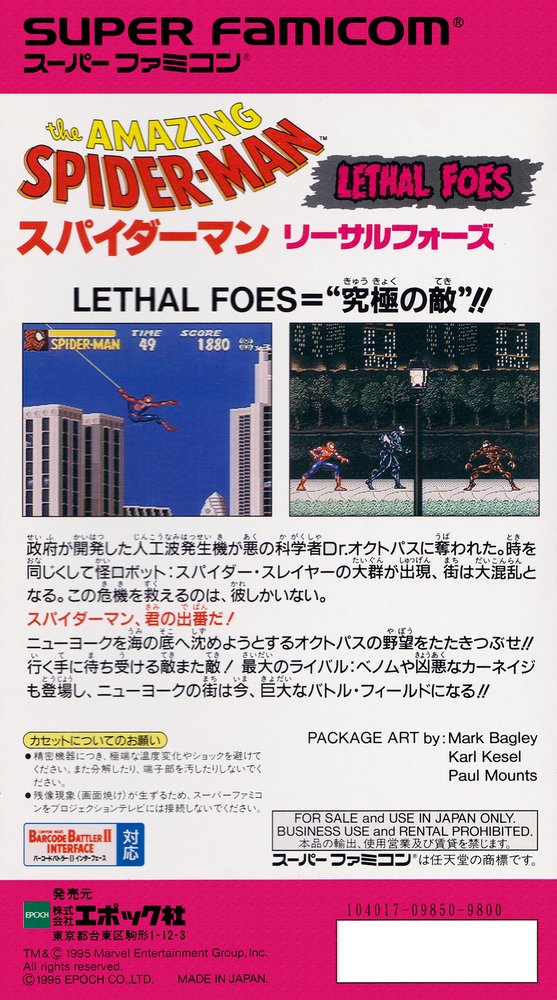 SUPER FAMICOM®
スーパーファミコン®
the AMAZING
SPIDER-MAN™
LETHAL FOES
スパイダーマン リーサルフォーズ
LETHAL FOES=“究極の敵”!!
SPIDER-MAN
TIME
49
SCORE
1880
政府が開発した人工波発生機が悪の科学者Dr.オクトパスに奪われた。時を
同じくして怪ロボット:スパイダー・スレイヤーの大群が出現、街は大混乱と
なる。この危機を救えるのは、彼しかいない。
スパイダーマン、君の出番だ!
ニューヨークを海の底へ沈めようとするオクトパスの野望をたたきつぶせ!!
行く手に待ち受ける敵また敵! 最大のライバル:ベノムや凶悪なカーネイジ
も登場し、ニューヨークの街は今、巨大なバトル・フィールドになる!!
カセットについてのお願い
●精密機器につき、極端な温度変化やショックを避けて
ください。また分解したり、端子部を汚したりしないでく
ださい。
●残像現象(画面焼け)が生ずるため、スーパーファミコ
ンをプロジェクションテレビには接続しないでください。
PACKAGE ART by: Mark Bagley
Karl Kesel
Paul Mounts
BARCODE BATTLER II
INTERFACE
バーコードバトラーIIインターフェース
対応
FOR SALE and USE IN JAPAN ONLY.
BUSINESS USE and RENTAL PROHIBITED.
本品の輸出、使用営業及び賃貸を禁じます。
スーパーファミコンは任天堂の商標です。
発売元
EPOCH 株式会社エポック社
東京都台東区駒形1-12-3
TM&©1995 Marvel Entertainment Group, Inc.
All rights reserved.
©1995 EPOCH CO.,LTD. MADE IN JAPAN.
104017-09850-9800